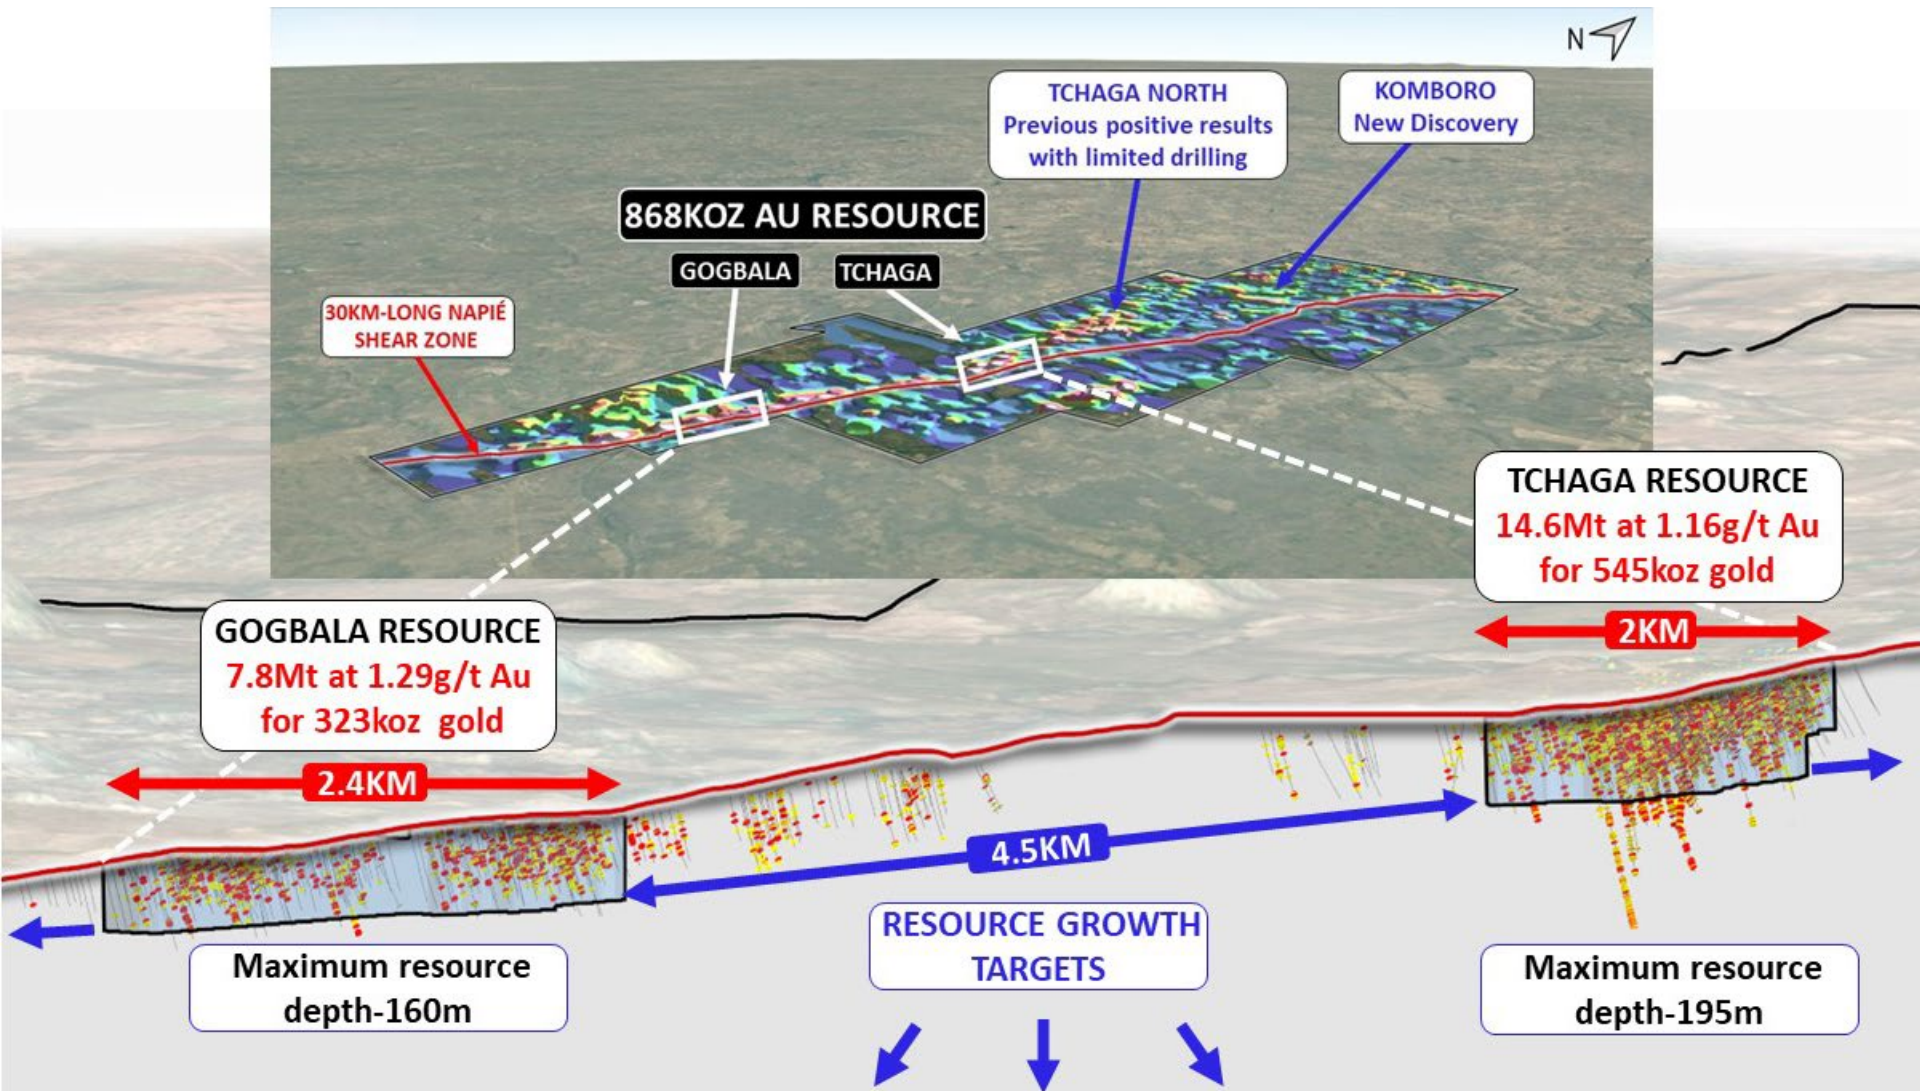 N
TCHAGA NORTH
Previous positive results
with limited drilling
KOMBORO
New Discovery
868KOZ AU RESOURCE
GOGBALA
TCHAGA
30KM-LONG NAPIÉ
SHEAR ZONE
TCHAGA RESOURCE
14.6Mt at 1.16g/t Au
for 545koz gold
2KM
GOGBALA RESOURCE
7.8Mt at 1.29g/t Au
for 323koz gold
2.4KM
4.5KM
RESOURCE GROWTH
TARGETS
Maximum resource
depth-160m
Maximum resource
depth-195m